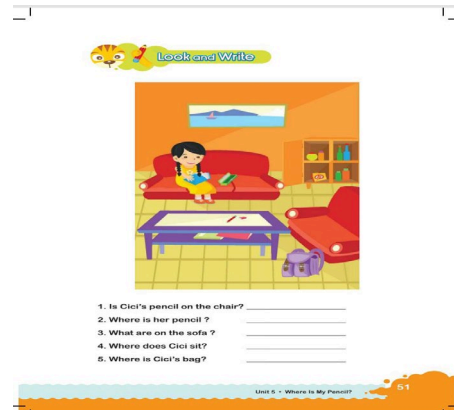 Look and Write
1. Is Cici's pencil on the chair?
2. Where is her pencil ?
3. What are on the sofa ?
4. Where does Cici sit?
5. Where is Cici's bag?
Unit 5 • Where Is My Pencil? 51